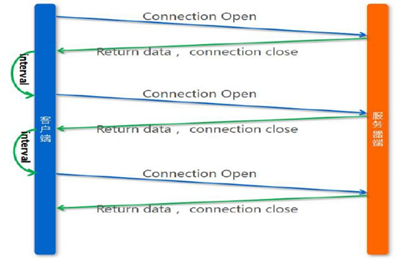 Connection Open
Return data ， connection close
interval
Connection Open
客户端
服务器端
Return data ， connection close
interval
Connection Open
Return data ， connection close